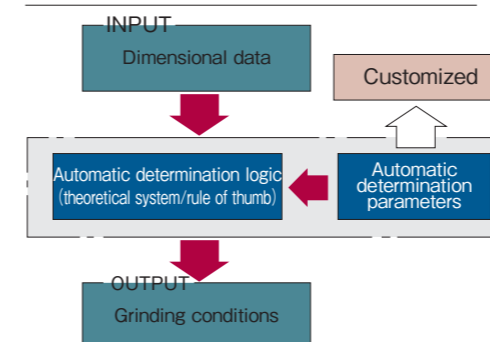 INPUT
Dimensional data
Customized
Automatic determination logic
(theoretical system/rule of thumb)
Automatic
determination
parameters
OUTPUT
Grinding conditions